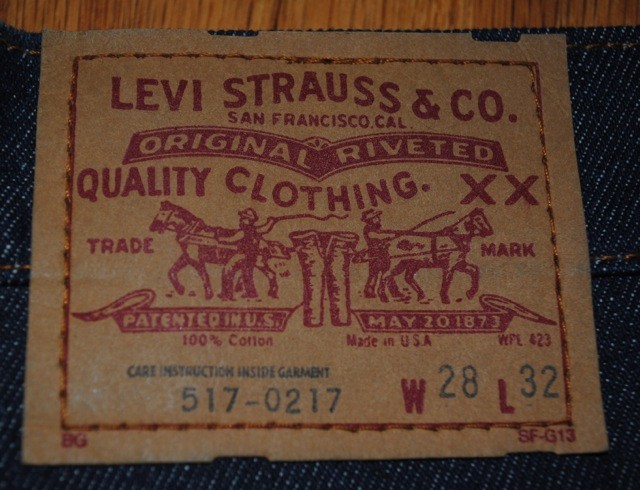 LEVI STRAUSS & CO.
SAN FRANCISCO.CAL.
ORIGINAL RIVETED
QUALITY CLOTHING. XX
TRADE MARK
PATENTED IN U.S. MAY 20 1873
100% Cotton Made in U S A WPL 423
CARE INSTRUCTION INSIDE GARMENT
517-0217 W 28 L 32
BG SF-G13